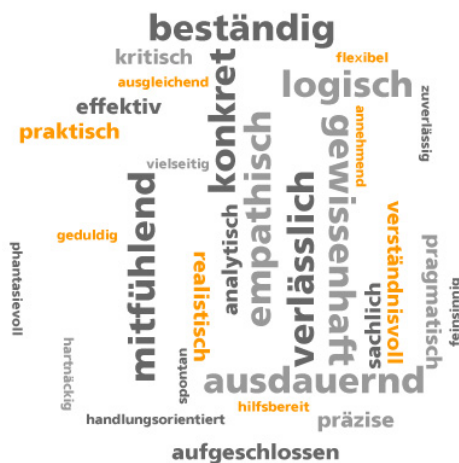 beständig
kritisch
flexibel
ausgleichend
konkret
logisch
zuverlässig
effektiv
annehmend
praktisch
gewissenhaft
vielseitig
empathisch
mitfühlend
verlässlich
analytisch
verständnisvoll
geduldig
pragmatisch
feinsinnig
phantasievoll
realistisch
sachlich
hartnäckig
spontan
ausdauernd
hilfsbereit
handlungsorientiert
präzise
aufgeschlossen